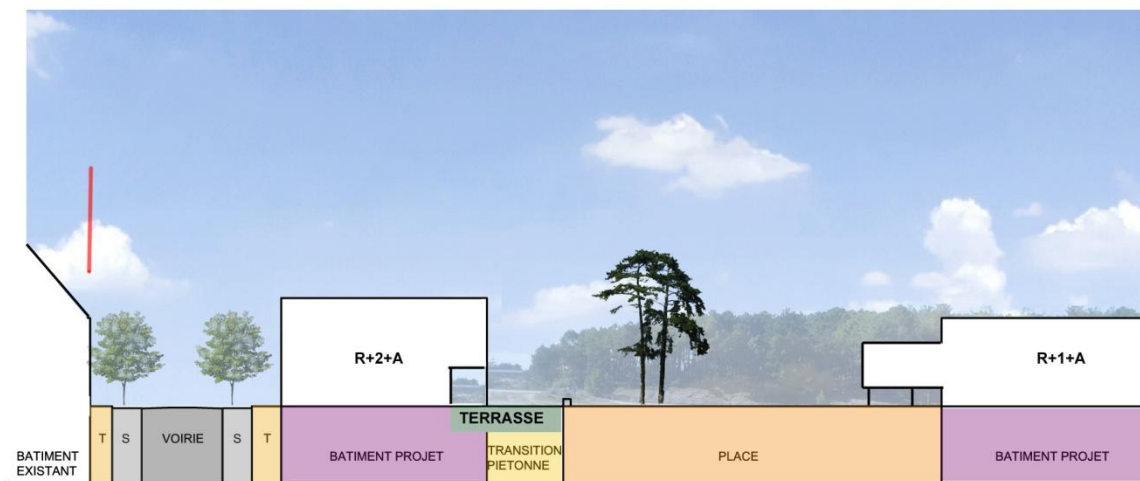 R+2+A
R+1+A
TERRASSE
T
S
VOIRIE
S
T
BATIMENT EXISTANT
BATIMENT PROJET
TRANSITION
PIETONNE
PLACE
BATIMENT PROJET